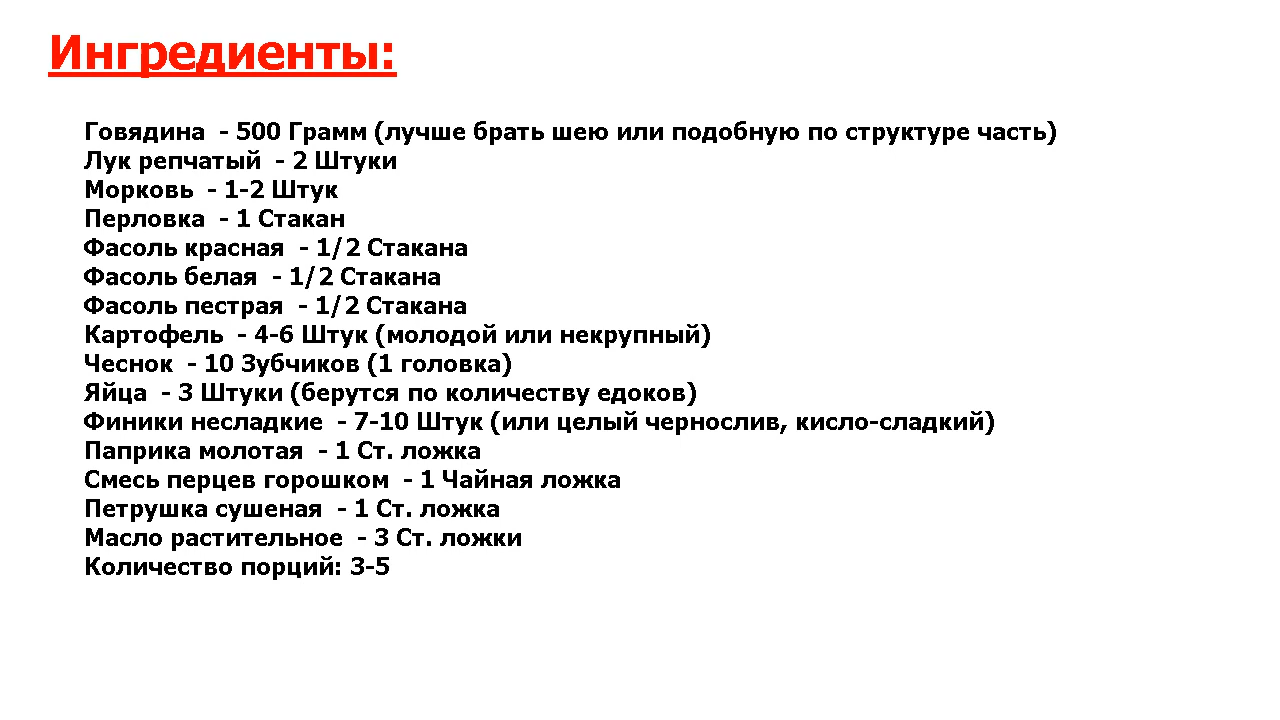 Ингредиенты:
Говядина  - 500 Грамм (лучше брать шею или подобную по структуре часть)
Лук репчатый  - 2 Штуки
Морковь  - 1-2 Штук
Перловка  - 1 Стакан
Фасоль красная  - 1/2 Стакана
Фасоль белая  - 1/2 Стакана
Фасоль пестрая  - 1/2 Стакана
Картофель  - 4-6 Штук (молодой или некрупный)
Чеснок  - 10 Зубчиков (1 головка)
Яйца  - 3 Штуки (берутся по количеству едоков)
Финики несладкие  - 7-10 Штук (или целый чернослив, кисло-сладкий)
Паприка молотая  - 1 Ст. ложка
Смесь перцев горошком  - 1 Чайная ложка
Петрушка сушеная  - 1 Ст. ложка
Масло растительное  - 3 Ст. ложки
Количество порций: 3-5